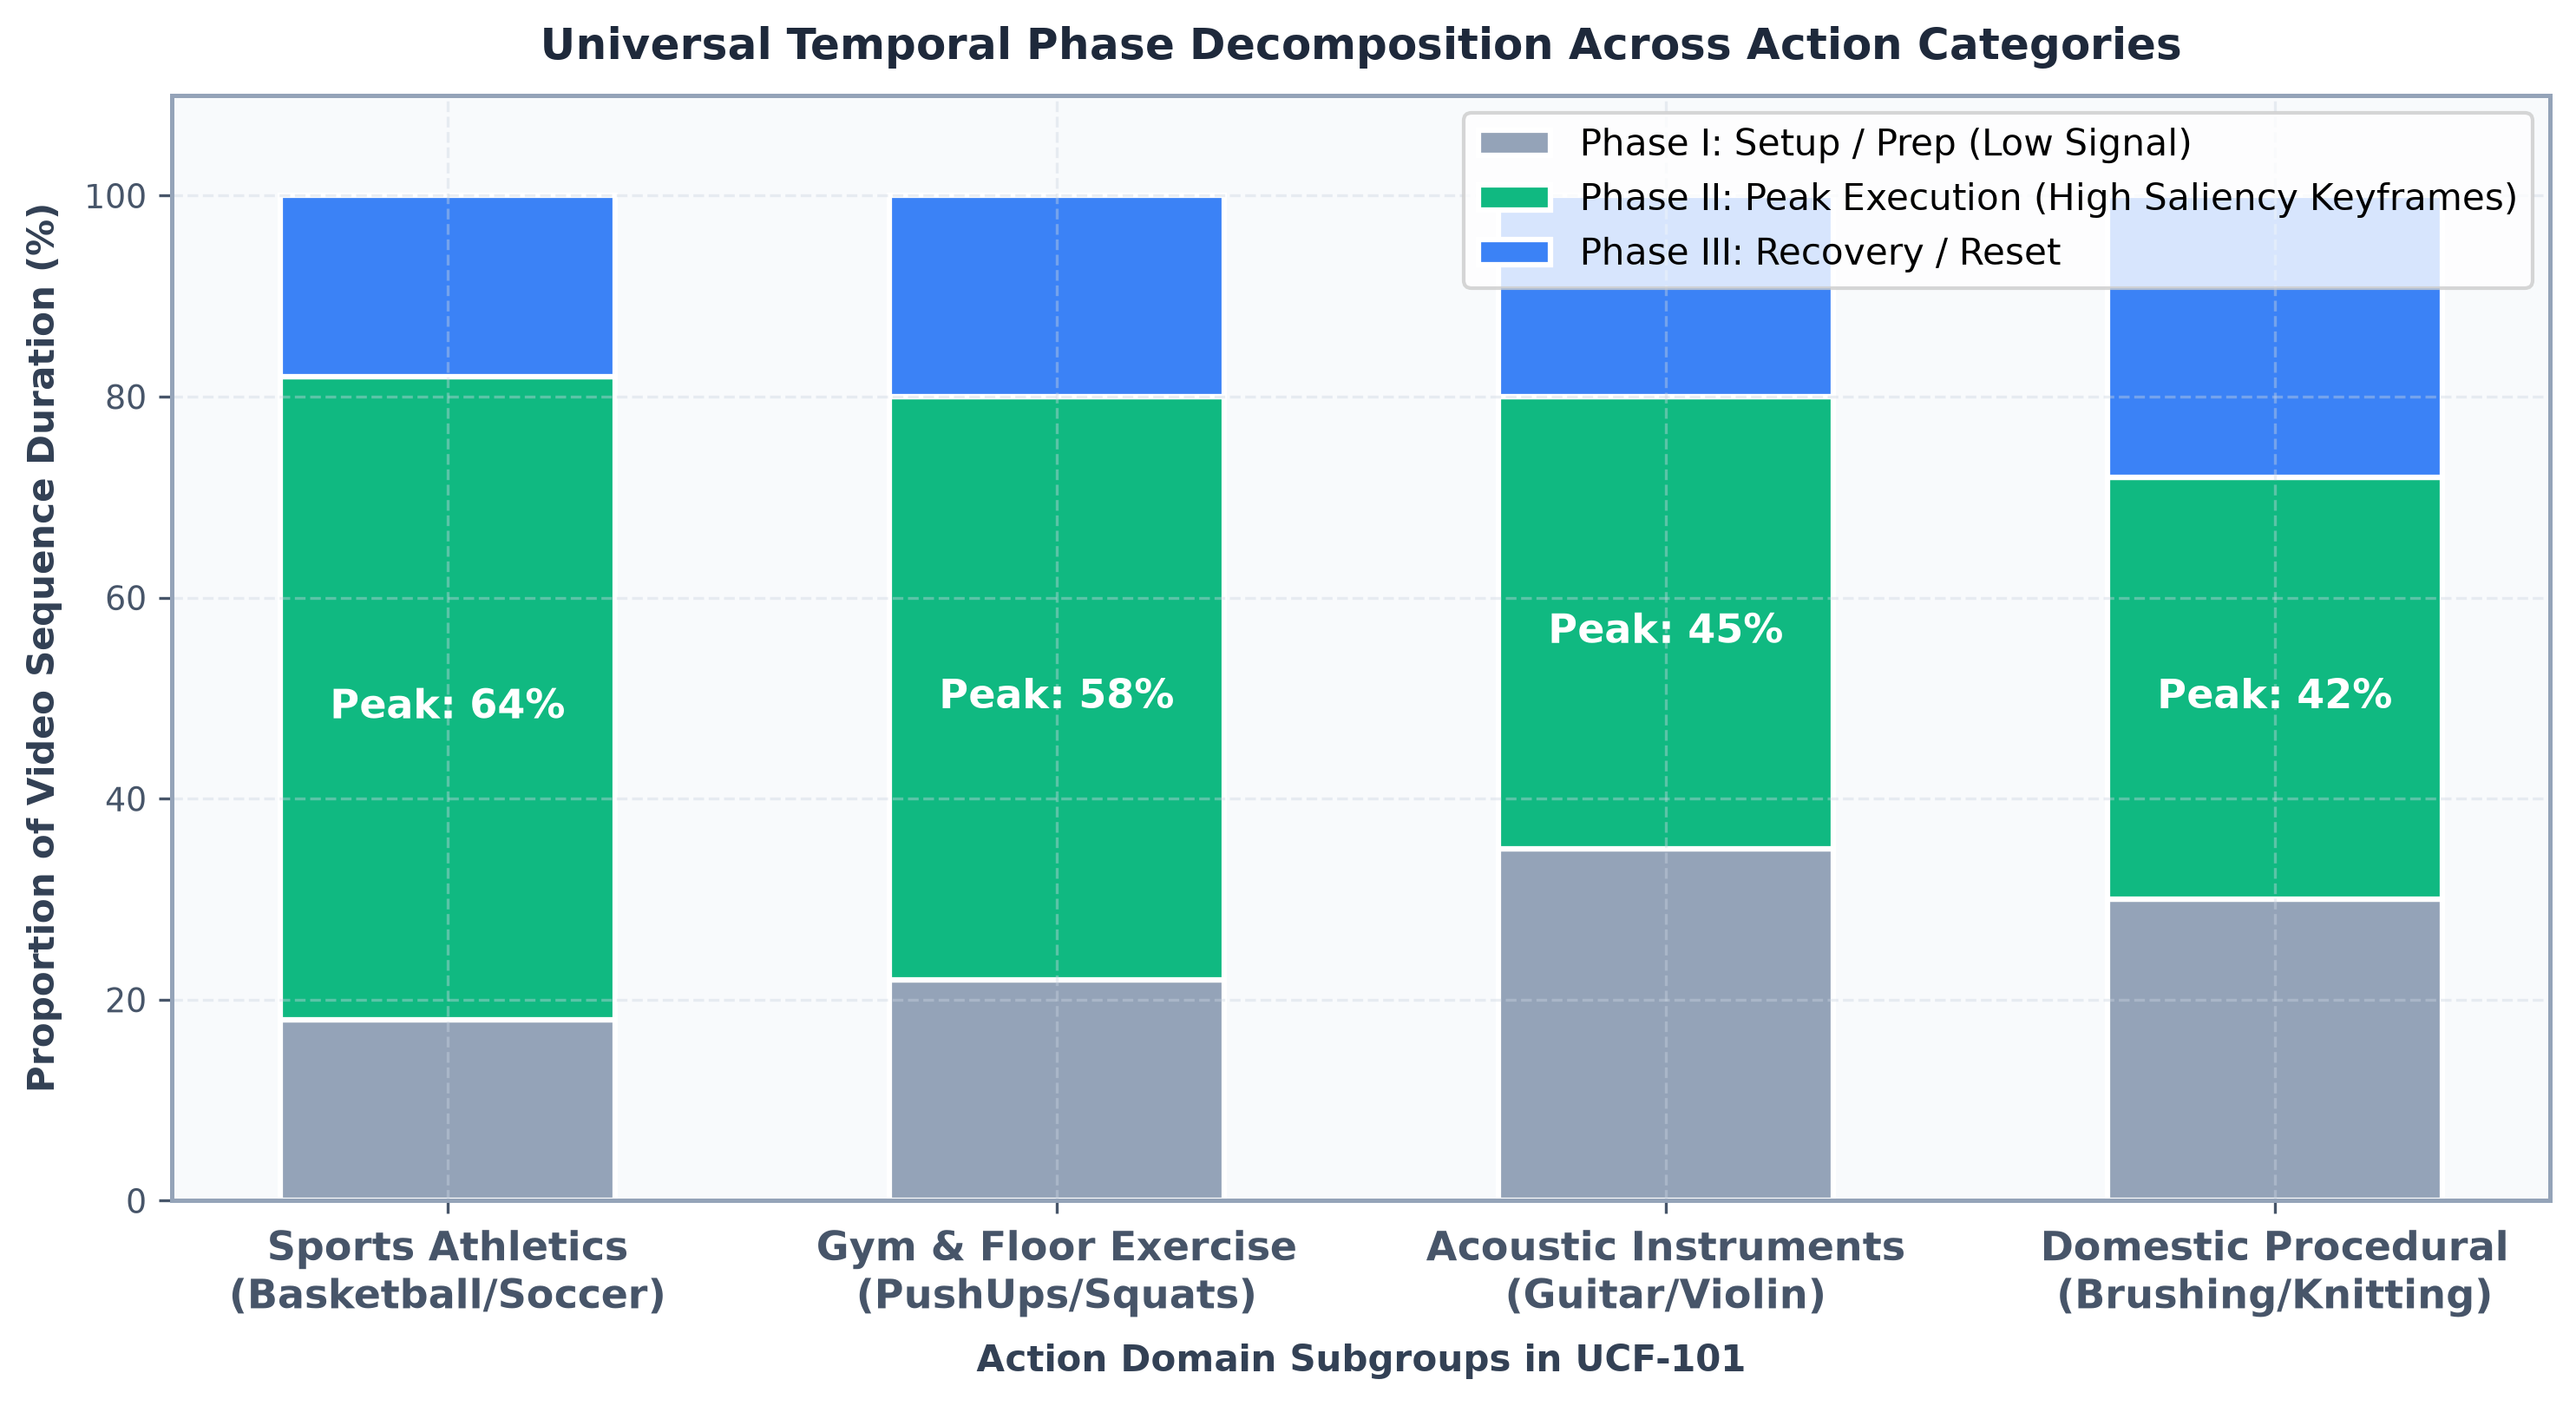 Universal Temporal Phase Decomposition Across Action Categories
Proportion of Video Sequence Duration (%)
100
80
60
40
20
0
Phase I: Setup / Prep (Low Signal)
Phase II: Peak Execution (High Saliency Keyframes)
Phase III: Recovery / Reset
Peak: 64%
Peak: 58%
Peak: 45%
Peak: 42%
Sports Athletics
(Basketball/Soccer)
Gym & Floor Exercise
(PushUps/Squats)
Acoustic Instruments
(Guitar/Violin)
Domestic Procedural
(Brushing/Knitting)
Action Domain Subgroups in UCF-101